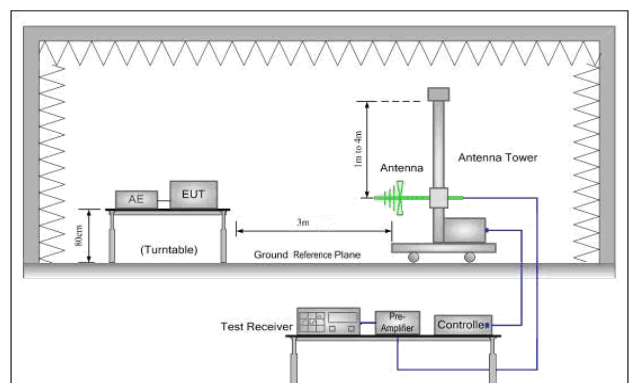 1m to 4m
Antenna
Antenna Tower
AE
EUT
80cm
(Turntable)
3m
Ground Reference Plane
Test Receiver
Pre-
Amplifier
Controller